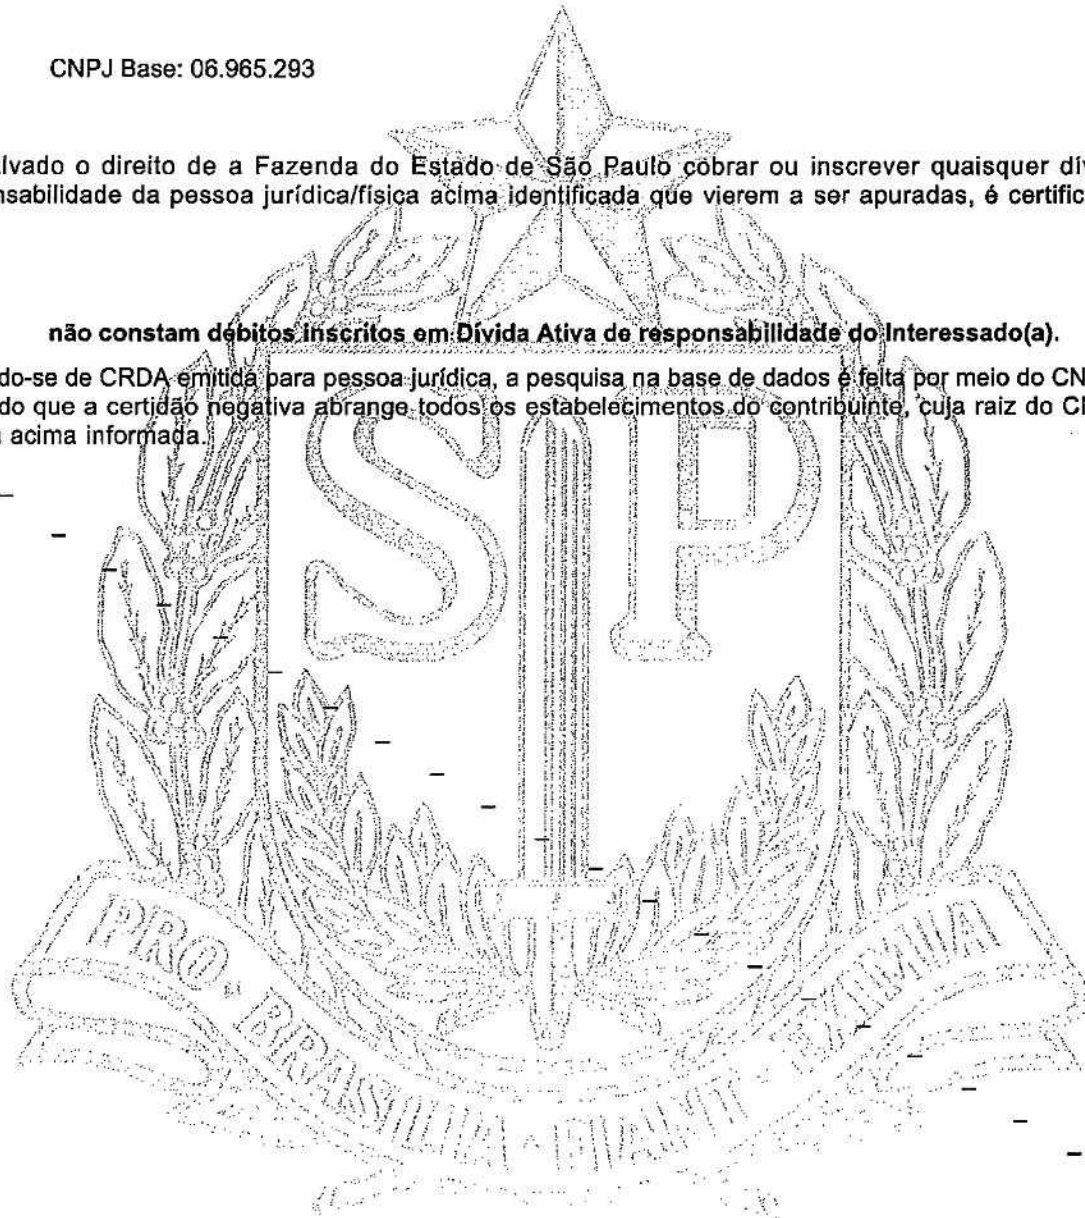 CNPJ Base: 06.965.293
lvado o direito de a Fazenda do Estado de São Paulo cobrar ou inscrever quaisquer dív
nsabilidade da pessoa jurídica/física acima identificada que vierem a ser apuradas, é certific
não constam débitos inscritos em Dívida Ativa de responsabilidade do Interessado(a).
do-se de CRDA emitida para pessoa jurídica, a pesquisa na base de dados é feita por meio do CN
do que a certidão negativa abrange todos os estabelecimentos do contribuinte, cuja raiz do C
acima informada.
SP
PRO BRASILIA FIANT EXIMIA